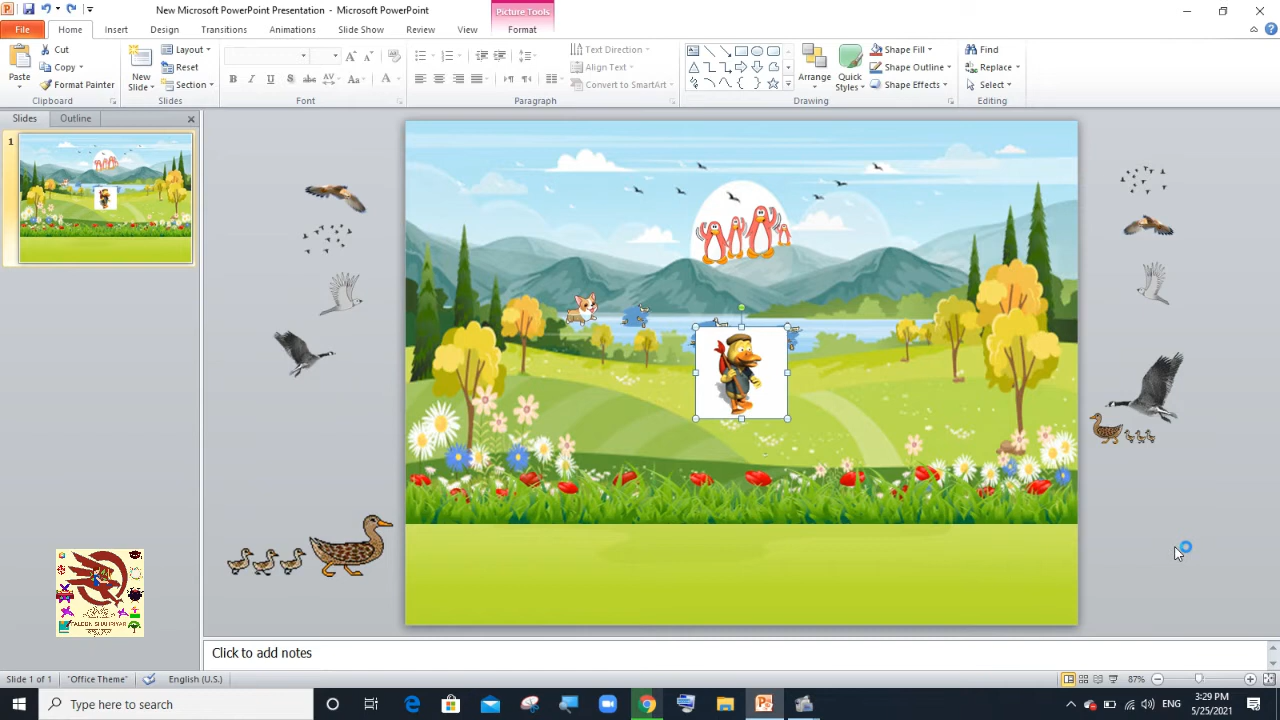 New Microsoft PowerPoint Presentation - Microsoft PowerPoint
Picture Tools
File Home Insert Design Transitions Animations Slide Show Review View Format
Paste
Cut
Copy
Format Painter
Clipboard
New
Slide
Layout
Reset
Section
Slides
B I U S abc AV Aa A
Font
Text Direction
Align Text
Convert to SmartArt
Paragraph
Arrange
Quick
Styles
Shape Fill
Shape Outline
Shape Effects
Drawing
Find
Replace
Select
Editing
Slides Outline
1
Click to add notes
Slide 1 of 1 "Office Theme" English (U.S.) 87%
Type here to search
ENG
3:29 PM
5/25/2021